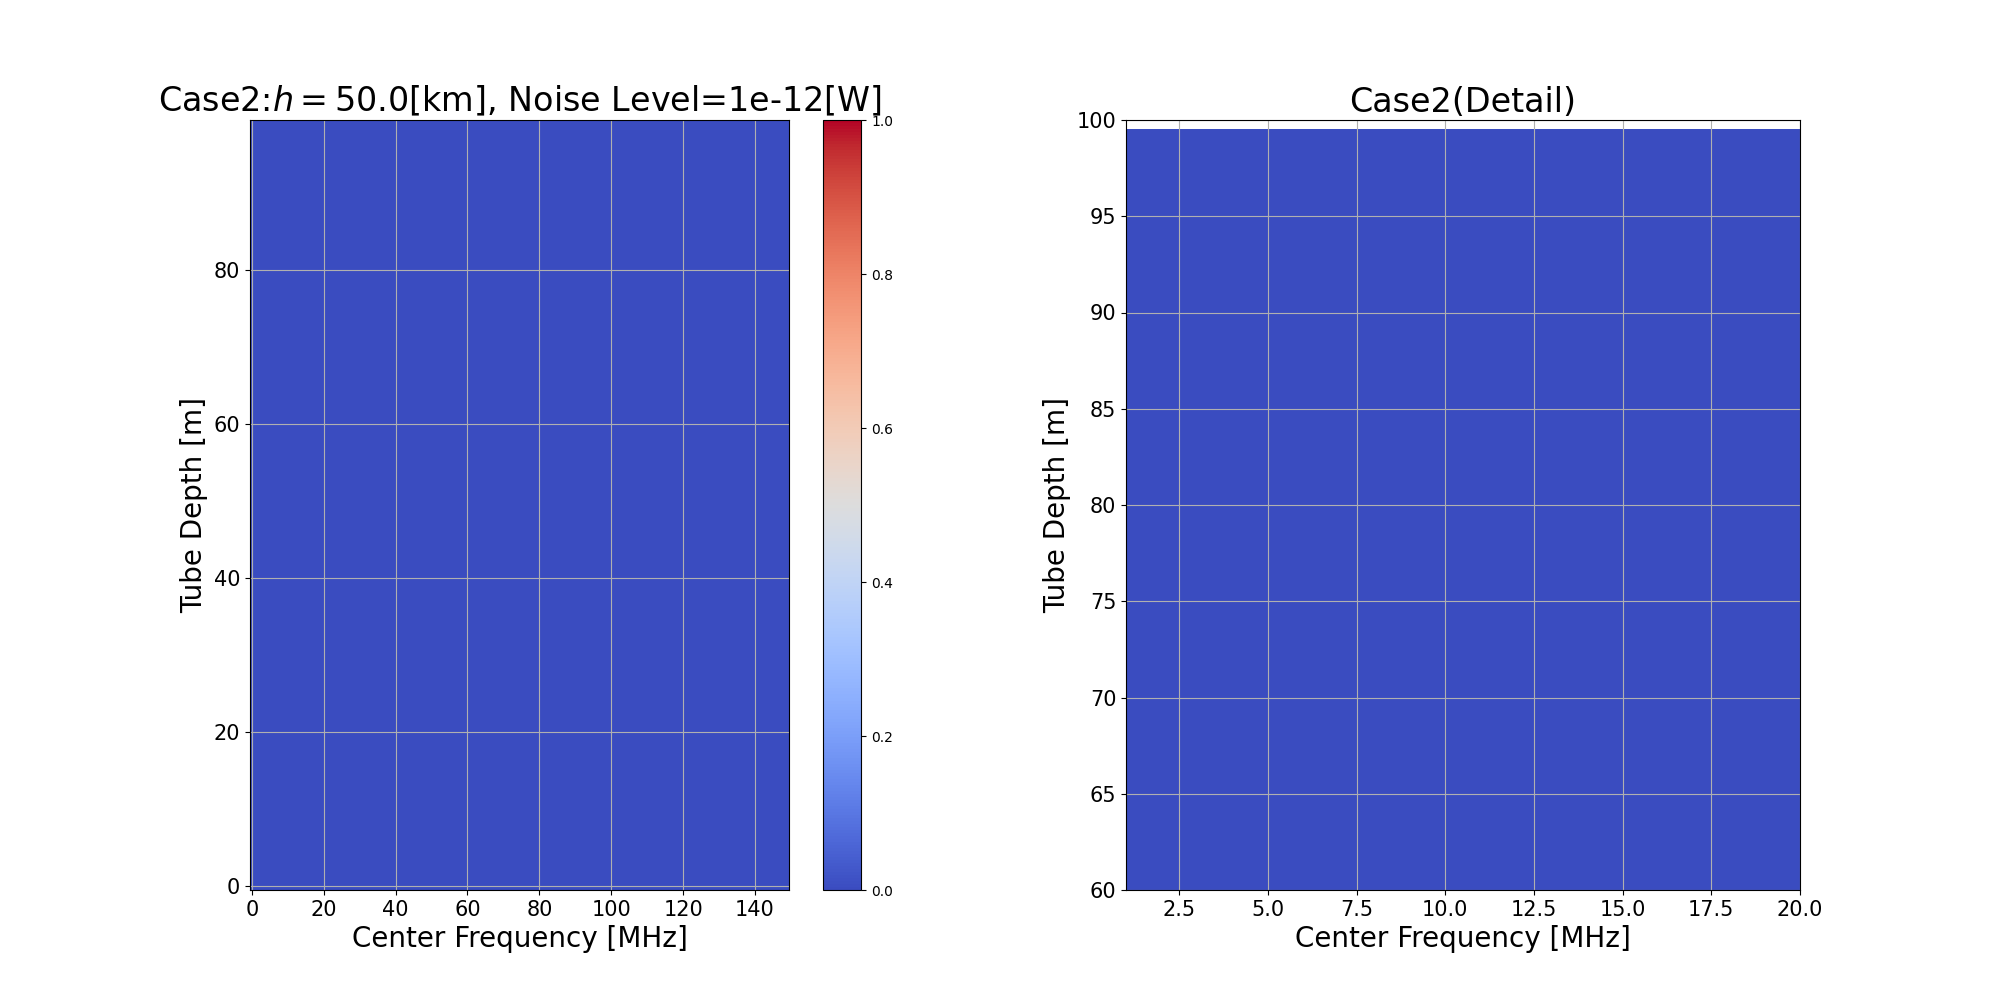 Case2:h = 50.0[km], Noise Level=1e-12[W]
Tube Depth [m]
80
60
40
20
0
0 20 40 60 80 100 120 140
Center Frequency [MHz]
1.0
0.8
0.6
0.4
0.2
0.0
Case2(Detail)
Tube Depth [m]
100
95
90
85
80
75
70
65
60
2.5 5.0 7.5 10.0 12.5 15.0 17.5 20.0
Center Frequency [MHz]